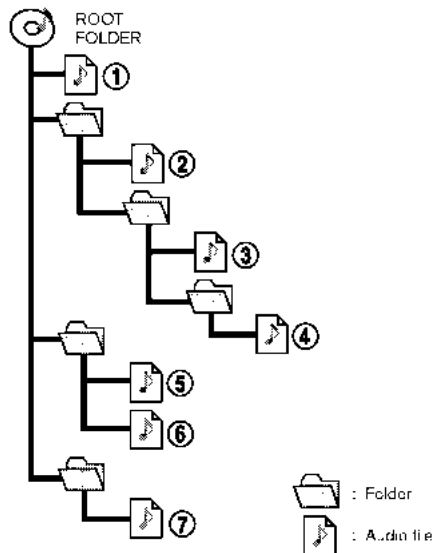 ROOT
FOLDER
①
②
③
④
⑤
⑥
⑦
: Folder
: Audio file